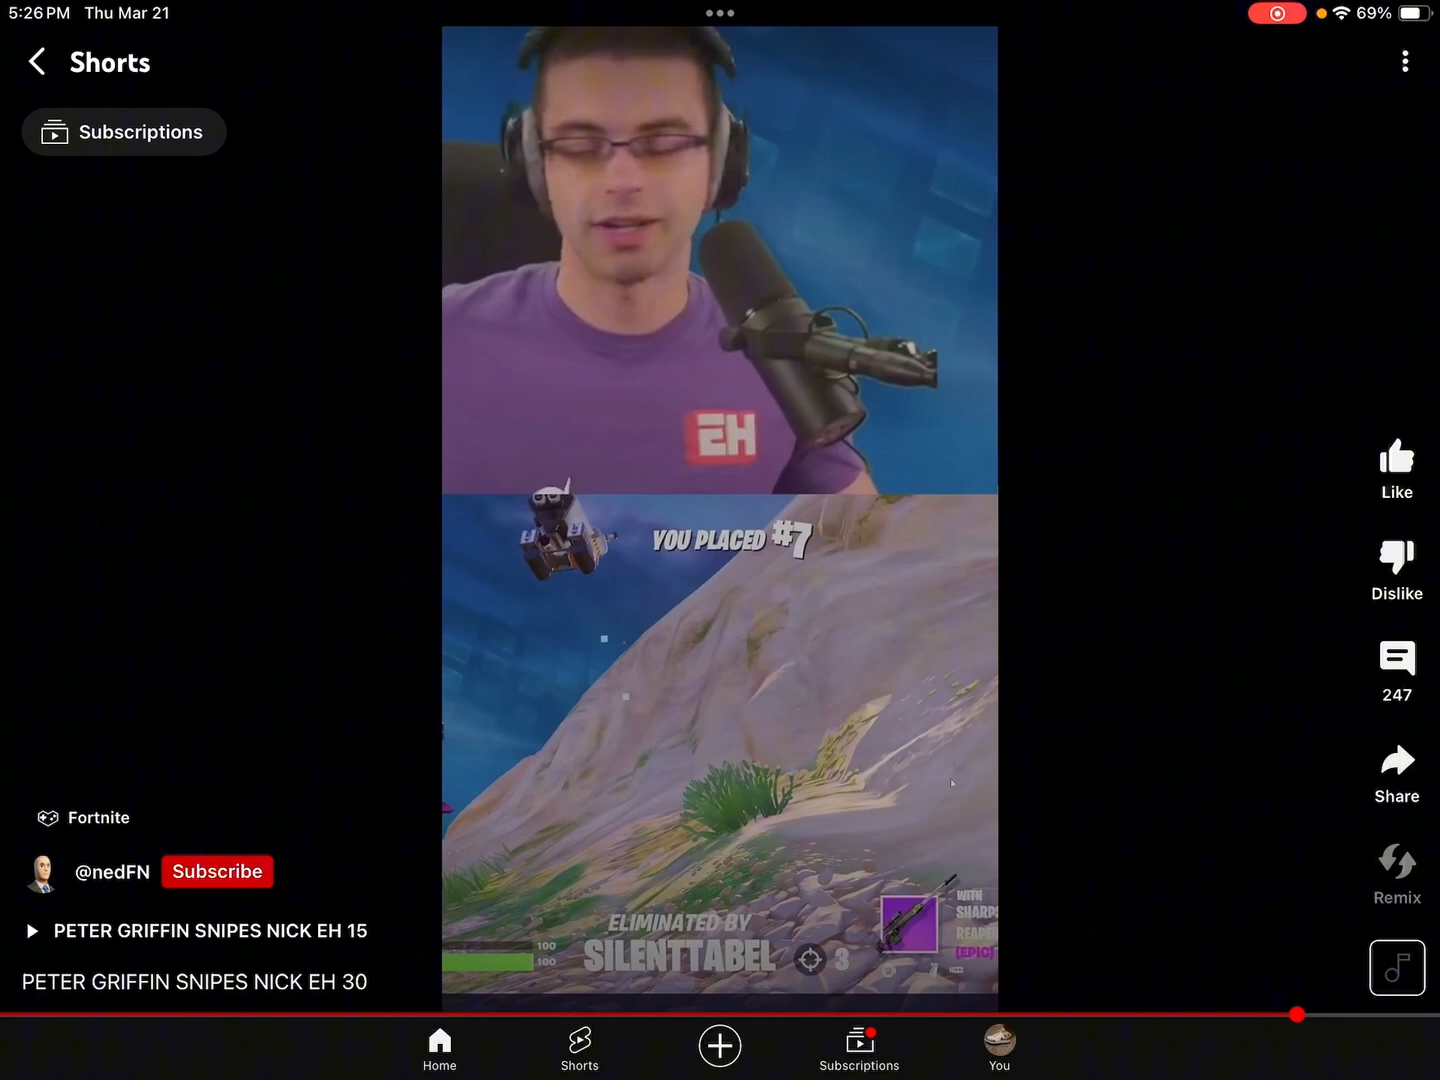 5:26 PM Thu Mar 21
69%
Shorts
Subscriptions
EH
YOU PLACED #7
Like
Dislike
247
Share
Remix
Fortnite
@nedFN Subscribe
PETER GRIFFIN SNIPES NICK EH 15
PETER GRIFFIN SNIPES NICK EH 30
ELIMINATED BY
SILENTTABEL
3
WITH
SHARP
REAPE
(EPIC)
100
100
Home
Shorts
Subscriptions
You